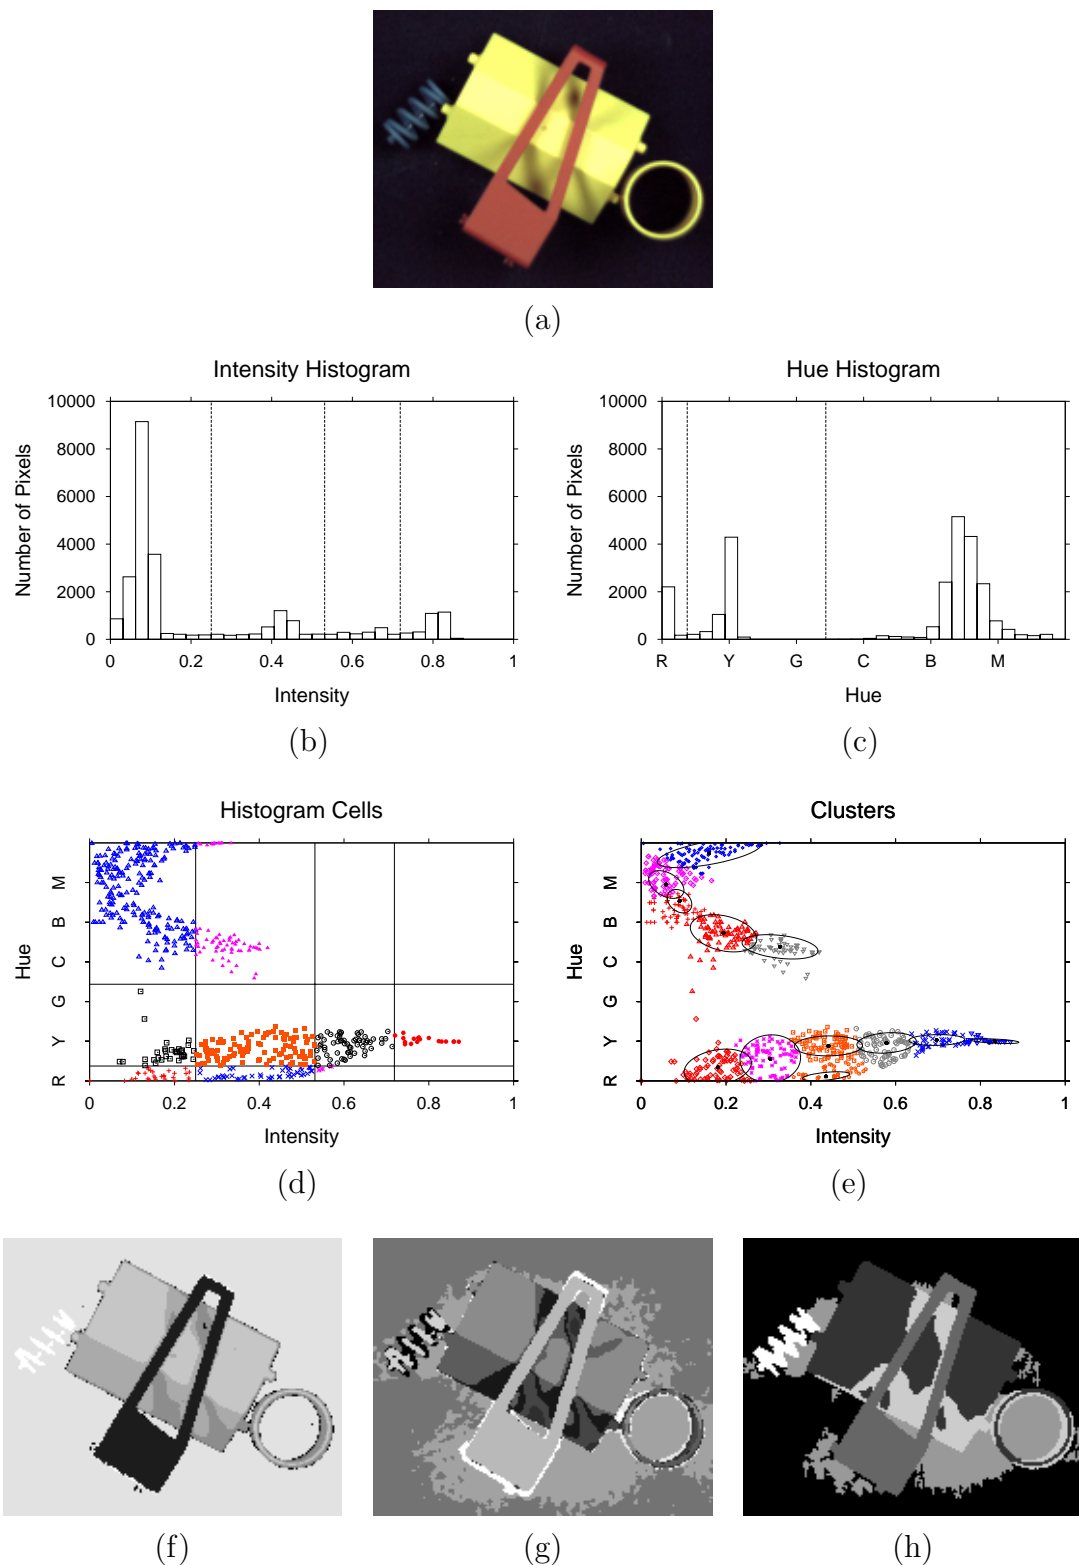 (a)
Intensity Histogram
Number of Pixels
10000
8000
6000
4000
2000
0
0 0.2 0.4 0.6 0.8 1
Intensity
(b)
Hue Histogram
Number of Pixels
10000
8000
6000
4000
2000
0
R Y G C B M
Hue
(c)
Histogram Cells
Hue
M
B
C
G
Y
R
0 0.2 0.4 0.6 0.8 1
Intensity
(d)
Clusters
Hue
M
B
C
G
Y
R
0 0.2 0.4 0.6 0.8 1
Intensity
(e)
(f)
(g)
(h)